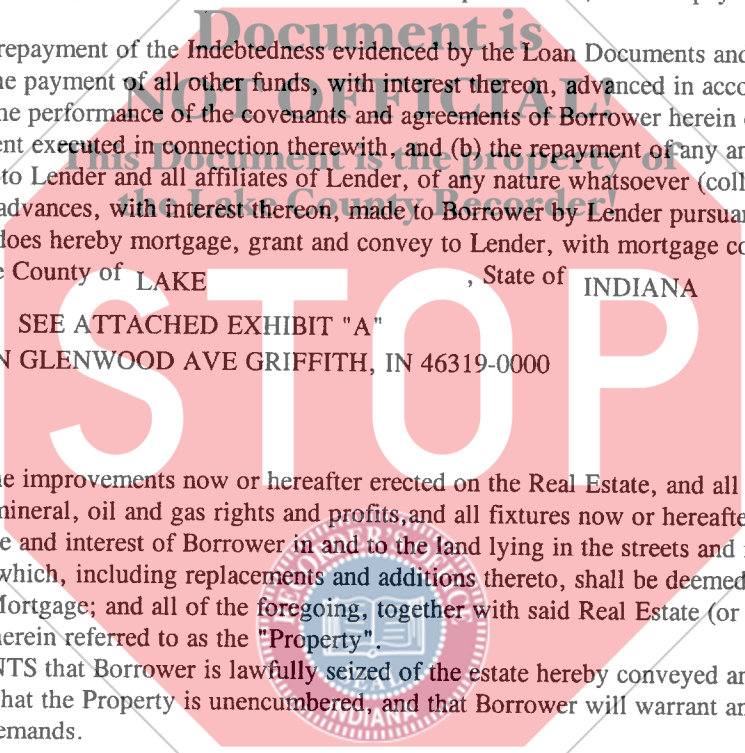 Document is
repayment of the Indebtedness evidenced by the Loan Documents and
he payment of all other funds, with interest thereon, advanced in acco
NOT OFFICIAL!
he performance of the covenants and agreements of Borrower herein
ent executed in connection therewith, and (b) the repayment of any an
This Document is the property of
to Lender and all affiliates of Lender, of any nature whatsoever (coll
the Lake County Recorder!
advances, with interest thereon, made to Borrower by Lender pursuan
does hereby mortgage, grant and convey to Lender, with mortgage co
e County of LAKE , State of INDIANA
SEE ATTACHED EXHIBIT "A"
N GLENWOOD AVE GRIFFITH, IN 46319-0000
STOP
he improvements now or hereafter erected on the Real Estate, and all
mineral, oil and gas rights and profits,and all fixtures now or hereafte
e and interest of Borrower in and to the land lying in the streets and
which, including replacements and additions thereto, shall be deemed
Mortgage; and all of the foregoing, together with said Real Estate (or
herein referred to as the "Property".
NTS that Borrower is lawfully seized of the estate hereby conveyed an
hat the Property is unencumbered, and that Borrower will warrant an
SEAL
INDIANA
emands.